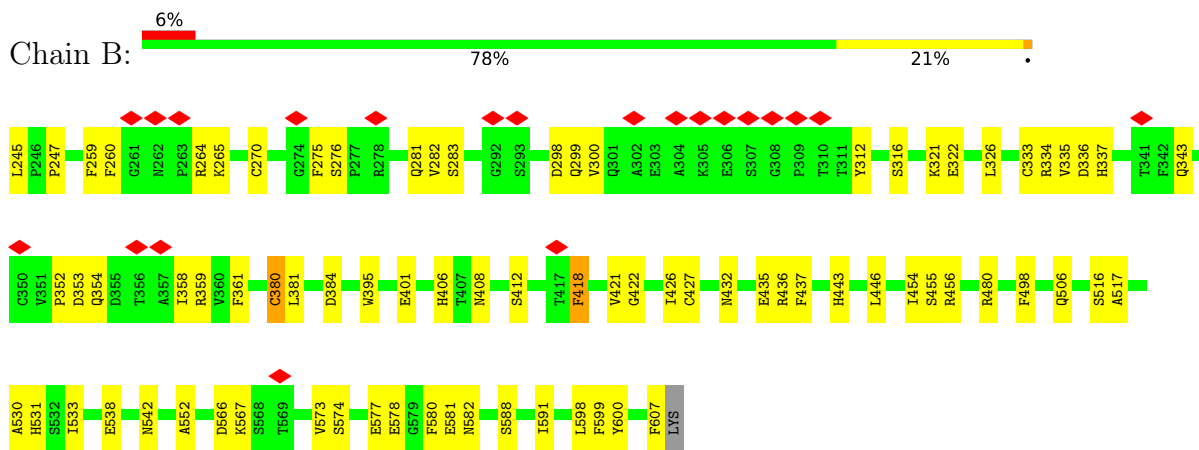 6%
Chain B:
78% 21% •
L245 P246 P247 F259 F260 G261 N262 P263 R264 K265 C270 G274 F275 S276 P277 R278 Q281 V282 S283 G292 S293 D298 Q299 V300 Q301 A302 E303 A304 K305 E306 S307 G308 P309 T310 T311 Y312 S316 K321 E322 L326 C333 R334 V335 D336 H337 T341 F342 Q343
C350 V351 P352 D353 Q354 D355 T356 A357 I358 R359 V360 F361 C380 L381 D384 W395 E401 H406 T407 N408 S412 T417 F418 V421 G422 I426 C427 N432 E435 R436 F437 H443 L446 I454 S455 R456 R480 F498 Q506 S516 A517
A530 H531 S532 I533 E538 N542 A552 D566 K567 S568 T569 V573 S574 E577 E578 G579 F580 E581 N582 S588 I591 L598 F599 Y600 F607 LYS